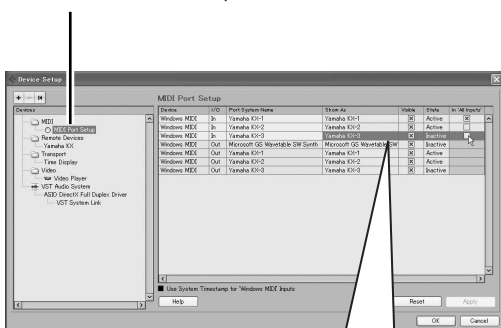 Device Setup
MIDI Port Setup
Devices
MIDI
MIDI Port Setup
Remote Devices
Yamaha KX
Transport
Time Display
Video
Video Player
VST Audio System
ASIO DirectX Full Duplex Driver
VST System Link
Device I/O Port System Name Show As Visible State In 'All Inputs'
Windows MIDI In Yamaha KX-1 Yamaha KX-1 Active
Windows MIDI In Yamaha KX-2 Yamaha KX-2 Active
Windows MIDI In Yamaha KX-3 Yamaha KX-3 Inactive
Windows MIDI Out Microsoft GS Wavetable SW Synth Microsoft GS Wavetable SW Inactive
Windows MIDI Out Yamaha KX-1 Yamaha KX-1 Active
Windows MIDI Out Yamaha KX-2 Yamaha KX-2 Active
Windows MIDI Out Yamaha KX-3 Yamaha KX-3 Inactive
Use System Timestamp for 'Windows MIDI' Inputs
Help Reset Apply
OK Cancel